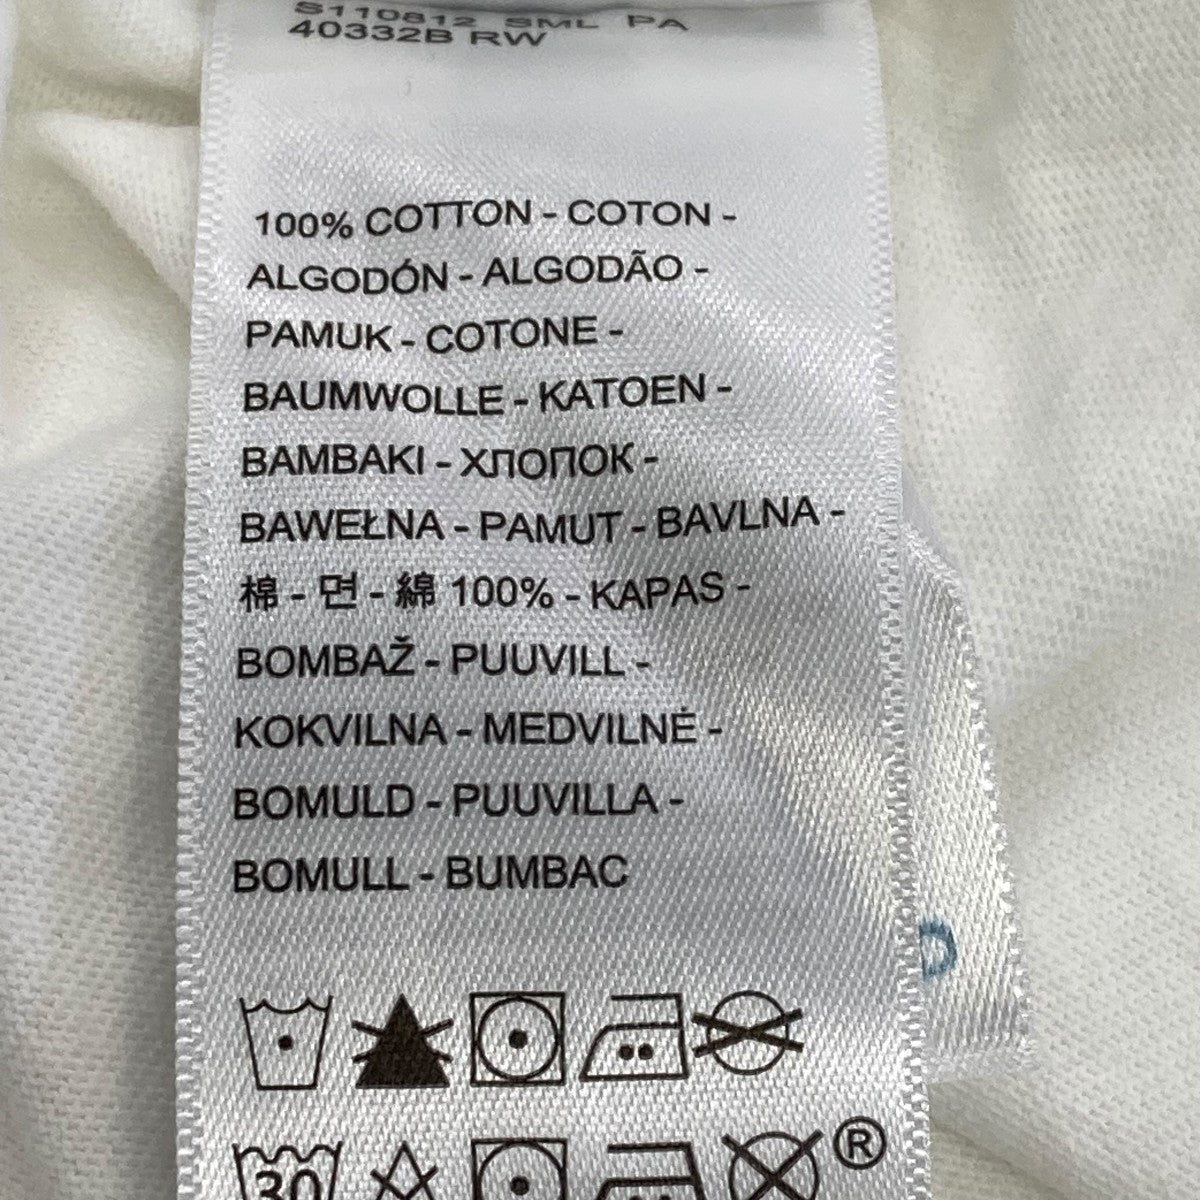 S110812 SML PA
40332B RW
100% COTTON - COTON -
ALGODÓN - ALGODÃO -
PAMUK - COTONE -
BAUMWOLLE - KATOEN -
BAMBAKI - ХЛОПОК -
BAWEŁNA - PAMUT - BAVLNA -
棉 - 면 - 綿 100% - KAPAS -
BOMBAŽ - PUUVILL -
KOKVILNA - MEDVILNĖ -
BOMULD - PUUVILLA -
BOMULL - BUMBAC
30 ®